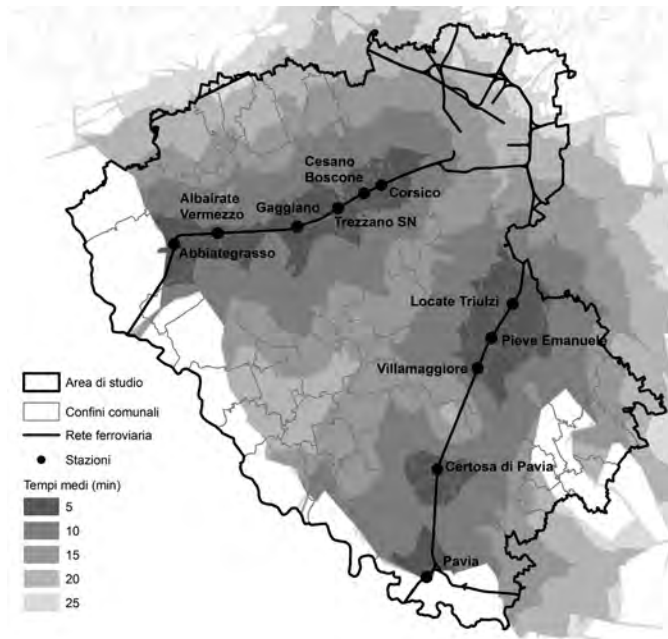 Cesano
Boscone
Corsico
Albairate
Vermezzo
Gaggiano
Trezzano SN
Abbiategrasso
Locate Triulzi
Pieve Emanuele
Villamaggiore
Certosa di Pavia
Pavia
Area di studio
Confini comunali
Rete ferroviaria
Stazioni
Tempi medi (min)
5
10
15
20
25